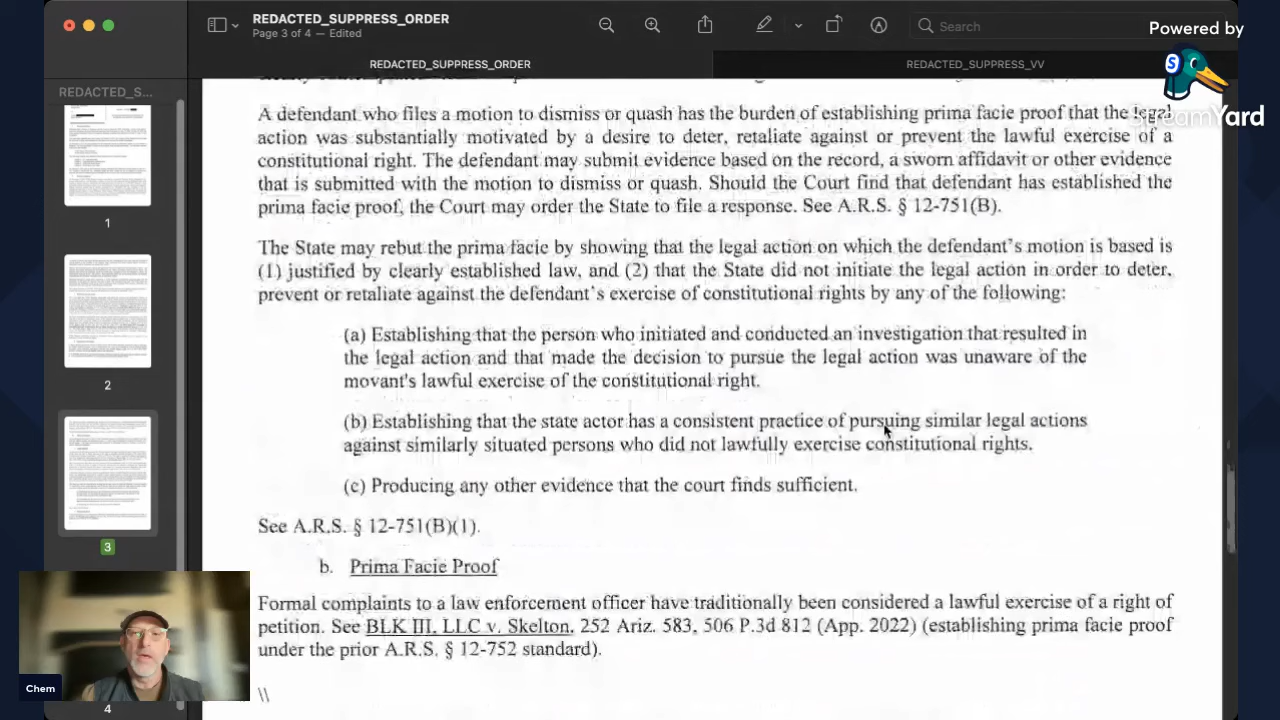 REDACTED_SUPPRESS_ORDER
Page 3 of 4 – Edited
Search
Powered by
StreamYard
REDACTED_SUPPRESS_ORDER
REDACTED_SUPPRESS_VV
REDACTED_S...
1
2
3
4
A defendant who files a motion to dismiss or quash has the burden of establishing prima facie proof that the legal
action was substantially motivated by a desire to deter, retaliate against or prevent the lawful exercise of a
constitutional right. The defendant may submit evidence based on the record, a sworn affidavit or other evidence
that is submitted with the motion to dismiss or quash. Should the Court find that defendant has established the
prima facie proof, the Court may order the State to file a response. See A.R.S. § 12-751(B).
The State may rebut the prima facie by showing that the legal action on which the defendant's motion is based is
(1) justified by clearly established law, and (2) that the State did not initiate the legal action in order to deter,
prevent or retaliate against the defendant's exercise of constitutional rights by any of the following:
(a) Establishing that the person who initiated and conducted an investigation that resulted in
the legal action and that made the decision to pursue the legal action was unaware of the
movant's lawful exercise of the constitutional right.
(b) Establishing that the state actor has a consistent practice of pursuing similar legal actions
against similarly situated persons who did not lawfully exercise constitutional rights.
(c) Producing any other evidence that the court finds sufficient.
See A.R.S. § 12-751(B)(1).
b. Prima Facie Proof
Formal complaints to a law enforcement officer have traditionally been considered a lawful exercise of a right of
petition. See BLK III, LLC v. Skelton, 252 Ariz. 583, 506 P.3d 812 (App. 2022) (establishing prima facie proof
under the prior A.R.S. § 12-752 standard).
\\
Chem